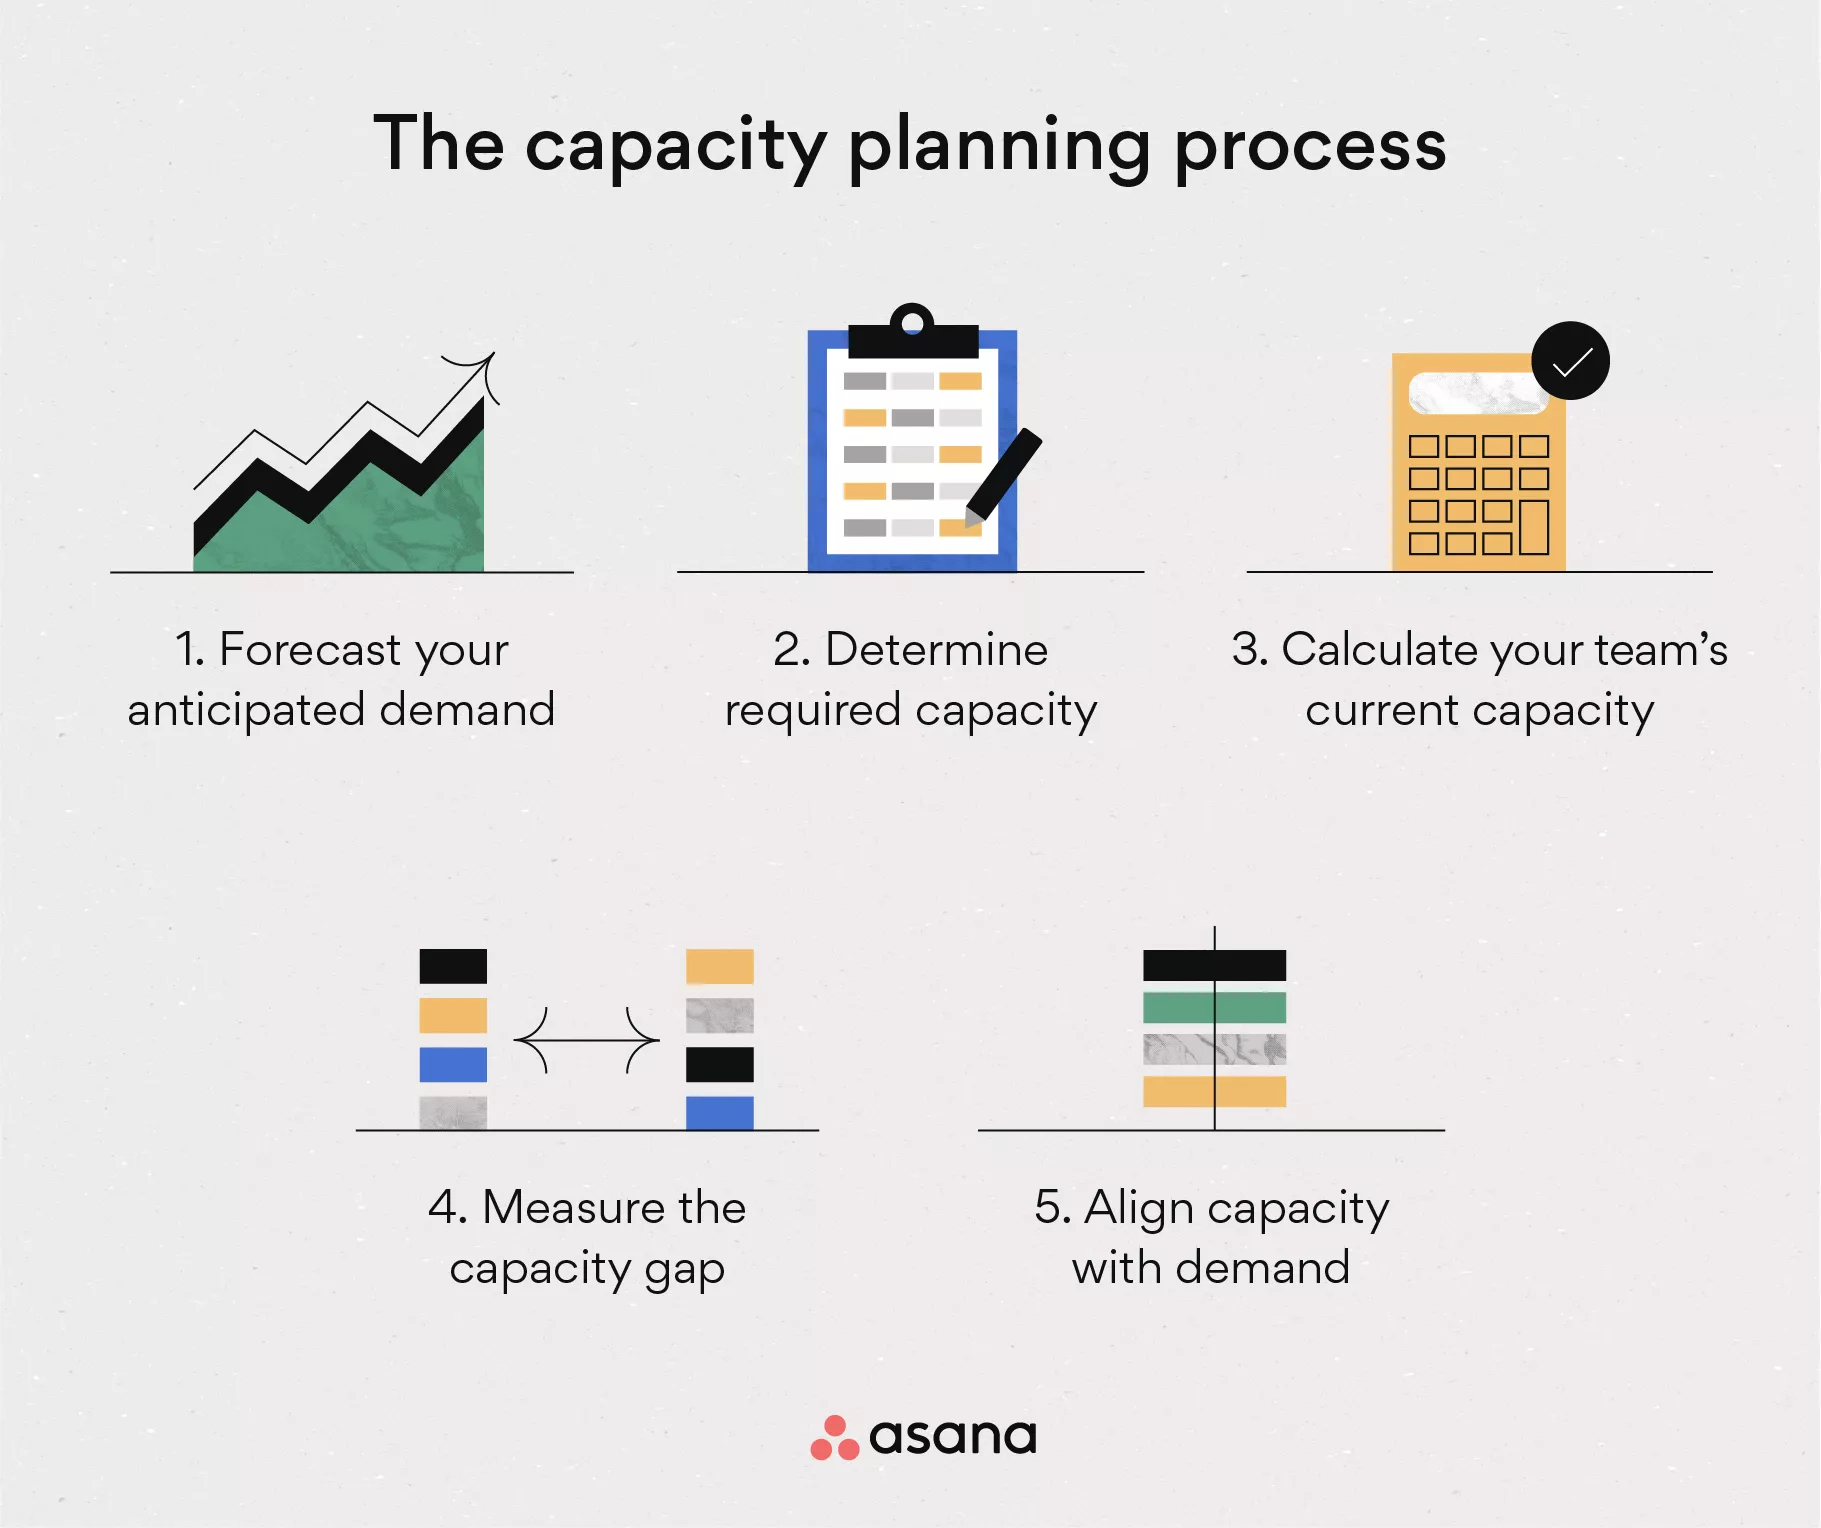 The capacity planning process
1. Forecast your
anticipated demand
2. Determine
required capacity
3. Calculate your team’s
current capacity
4. Measure the
capacity gap
5. Align capacity
with demand
asana